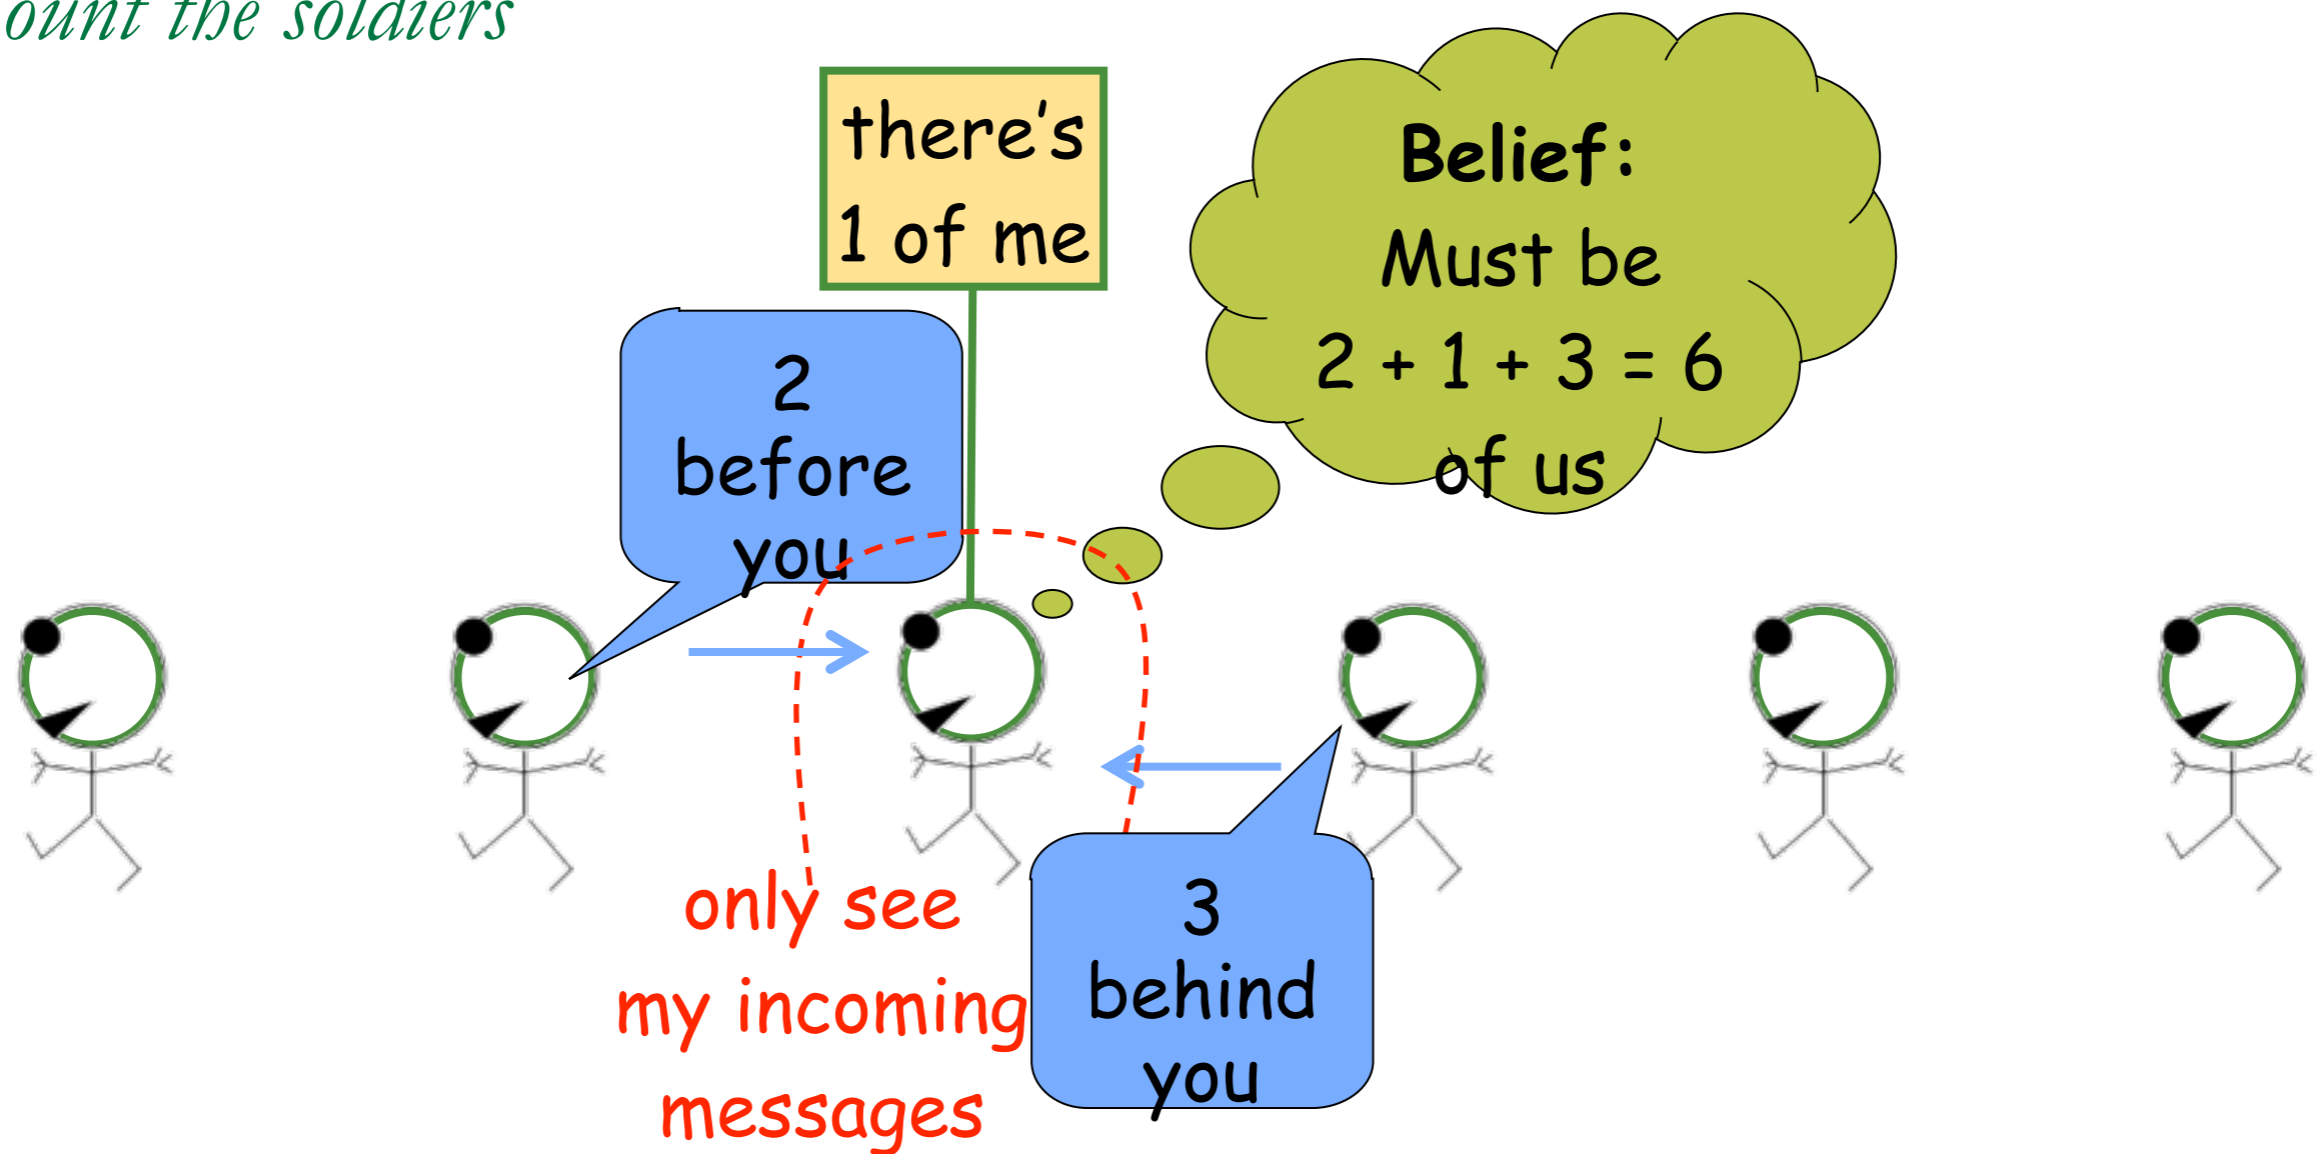 ount the soldiers
there's
1 of me
Belief:
Must be
2 + 1 + 3 = 6
of us
2
before
you
only see
my incoming
messages
3
behind
you